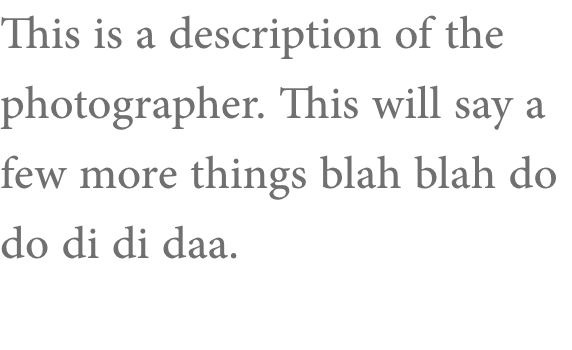 This is a description of the
photographer. This will say a
few more things blah blah do
do di di daa.